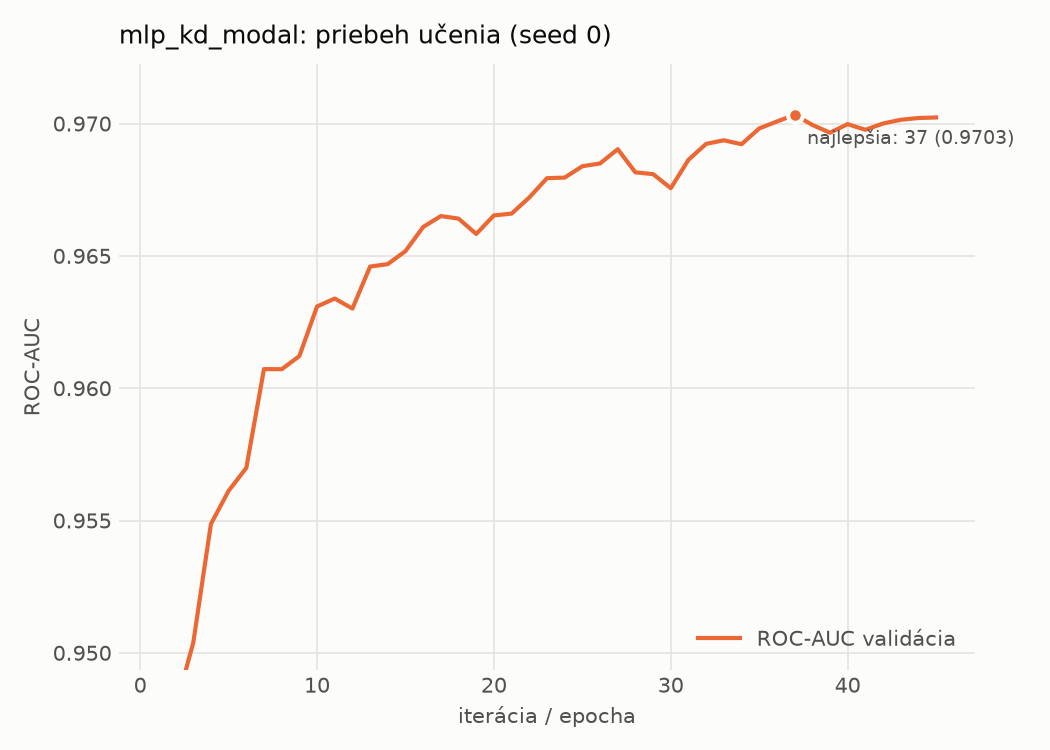 mlp_kd_modal: priebeh učenia (seed 0)
0.970
najlepšia: 37 (0.9703)
0.965
ROC-AUC
0.960
0.955
ROC-AUC validácia
0.950
0 10 20 30 40
iterácia / epocha